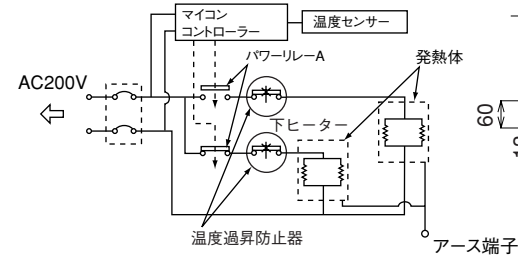 マイコン
コントローラー
温度センサー
パワーリレーA
発熱体
AC200V
下ヒーター
60
温度過昇防止器
アース端子